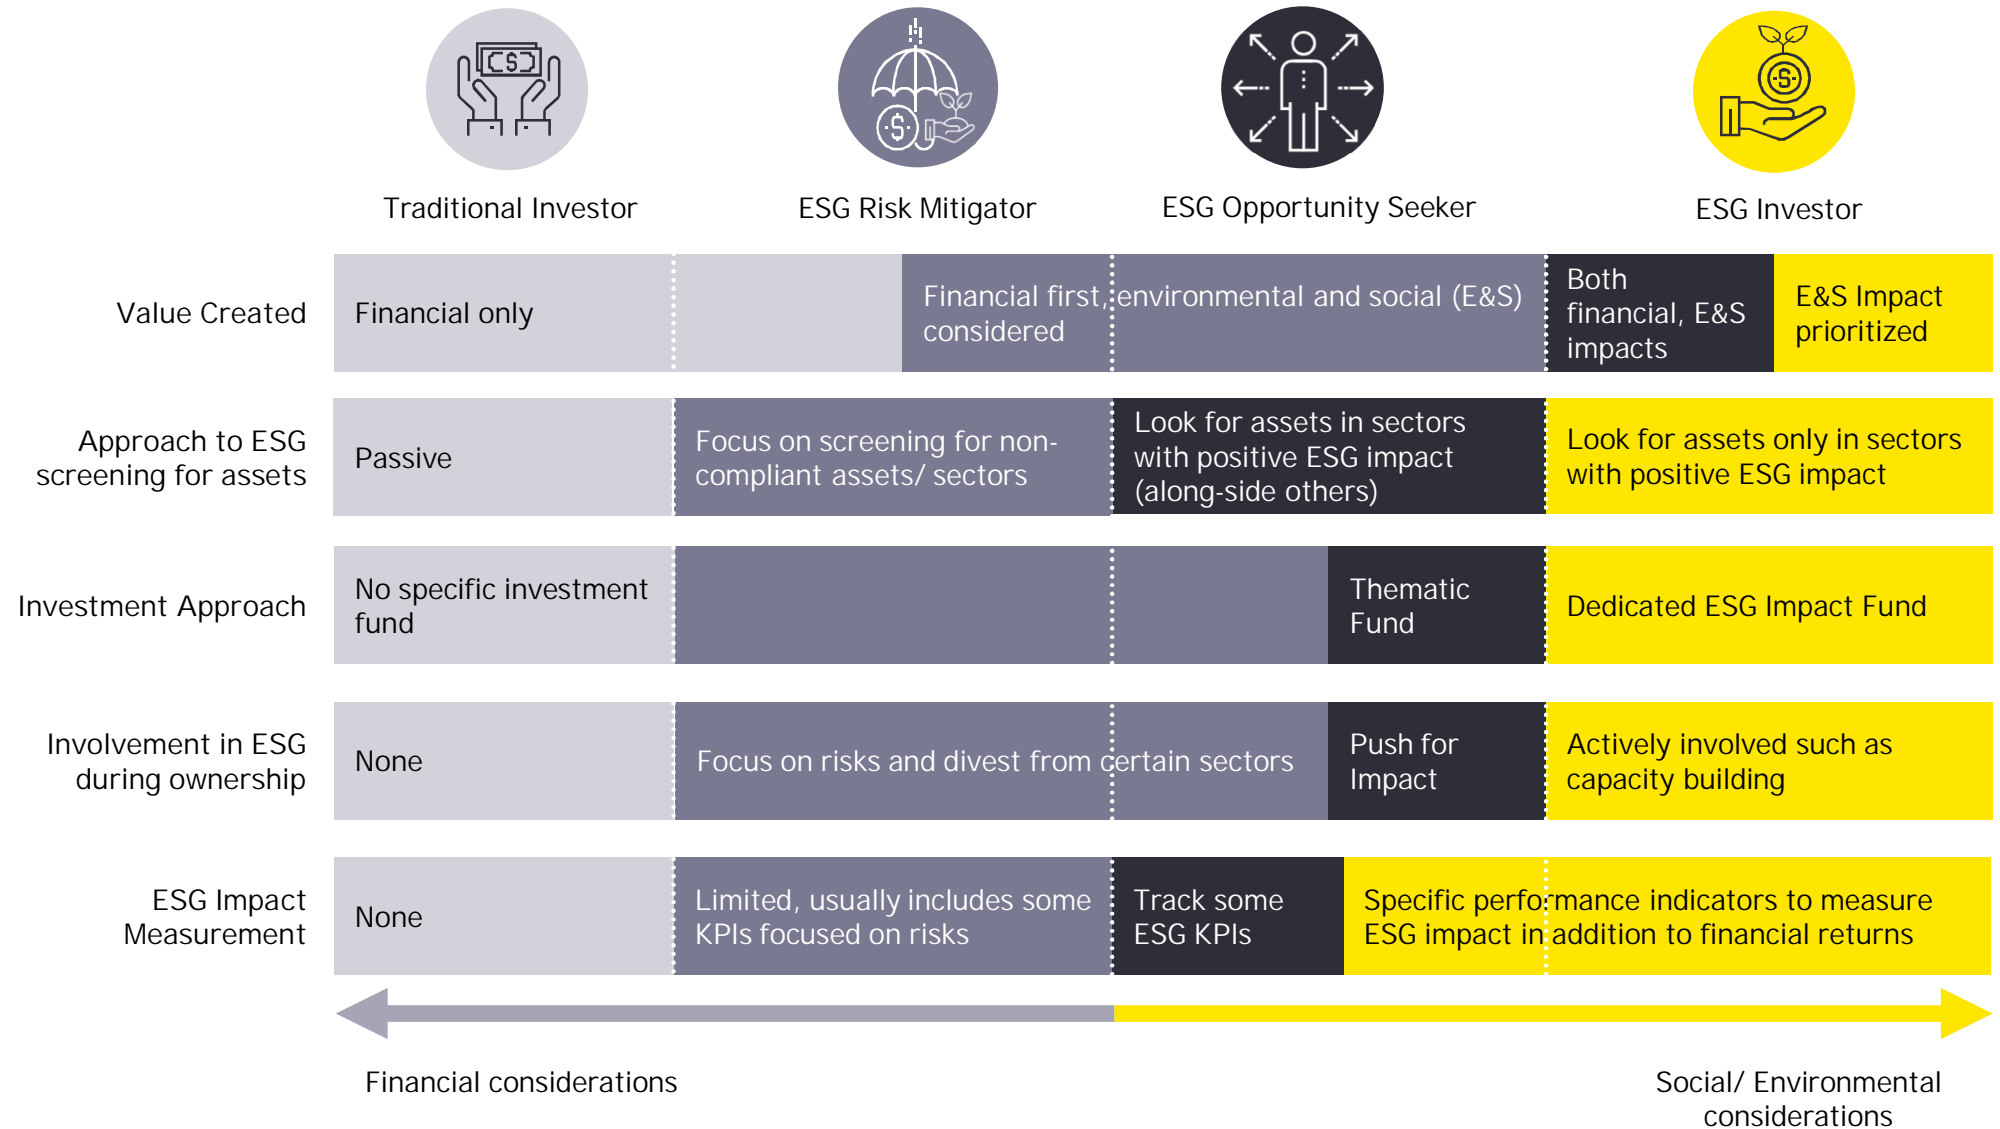 Traditional Investor
ESG Risk Mitigator
ESG Opportunity Seeker
ESG Investor
Value Created
Financial only
Financial first, environmental and social (E&S)
considered
Both
financial, E&S
impacts
E&S Impact
prioritized
Approach to ESG
screening for assets
Passive
Focus on screening for non-
compliant assets/ sectors
Look for assets in sectors
with positive ESG impact
(along-side others)
Look for assets only in sectors
with positive ESG impact
Investment Approach
No specific investment
fund
Thematic
Fund
Dedicated ESG Impact Fund
Involvement in ESG
during ownership
None
Focus on risks and divest from certain sectors
Push for
Impact
Actively involved such as
capacity building
ESG Impact
Measurement
None
Limited, usually includes some
KPIs focused on risks
Track some
ESG KPIs
Specific performance indicators to measure
ESG impact in addition to financial returns
Financial considerations
Social/ Environmental
considerations